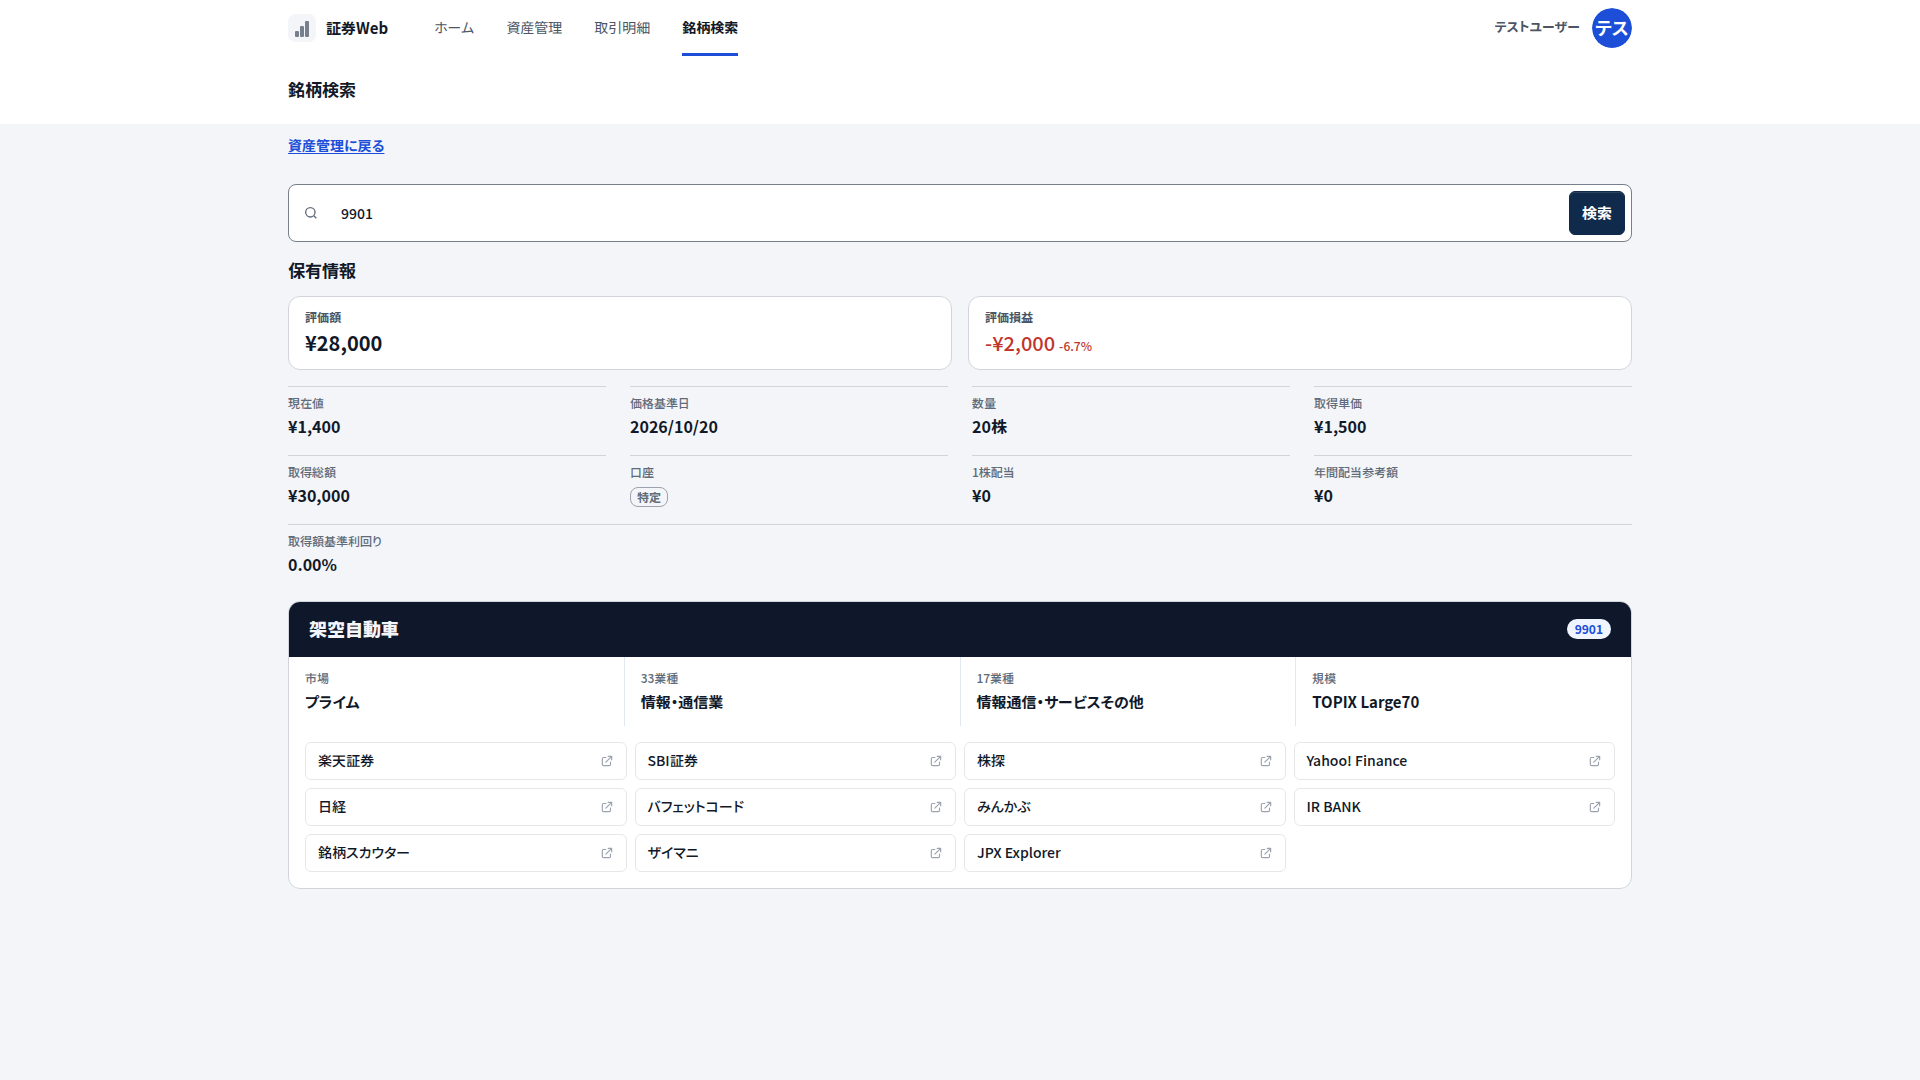 証券Web ホーム 資産管理 取引明細 銘柄検索 テストユーザー テス
銘柄検索
資産管理に戻る
9901 検索
保有情報
評価額 評価損益
¥28,000 -¥2,000 -6.7%
現在値 価格基準日 数量 取得単価
¥1,400 2026/10/20 20株 ¥1,500
取得総額 口座 1株配当 年間配当参考額
¥30,000 特定 ¥0 ¥0
取得額基準利回り
0.00%
架空自動車 9901
市場 33業種 17業種 規模
プライム 情報・通信業 情報通信・サービスその他 TOPIX Large70
楽天証券 SBI証券 株探 Yahoo! Finance
日経 バフェットコード みんかぶ IR BANK
銘柄スカウター ザイマニ JPX Explorer